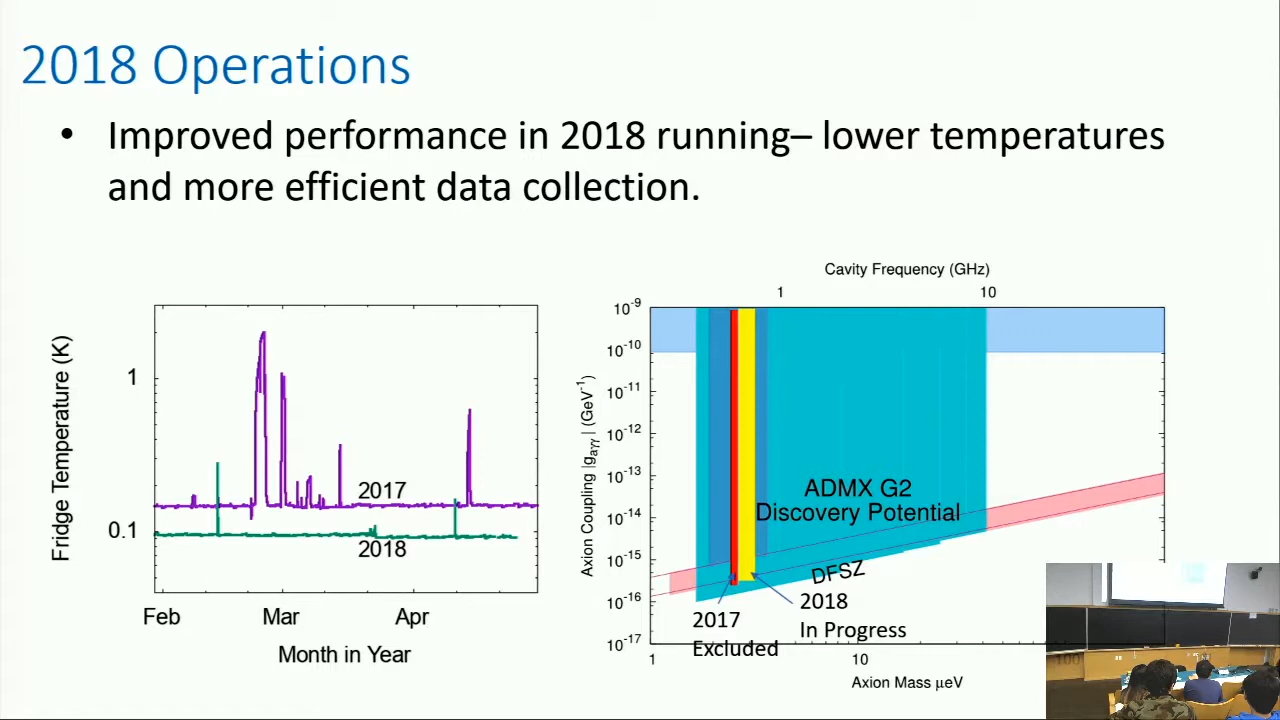 2018 Operations
• Improved performance in 2018 running– lower temperatures
and more efficient data collection.
Fridge Temperature (K)
1
0.1
2017
2018
Feb Mar Apr
Month in Year
Cavity Frequency (GHz)
1 10
Axion Coupling |gaγγ| (GeV⁻¹)
10⁻⁹
10⁻¹⁰
10⁻¹¹
10⁻¹²
10⁻¹³
10⁻¹⁴
10⁻¹⁵
10⁻¹⁶
10⁻¹⁷
ADMX G2
Discovery Potential
DFSZ
2017
Excluded
2018
In Progress
1 10 100
Axion Mass μeV